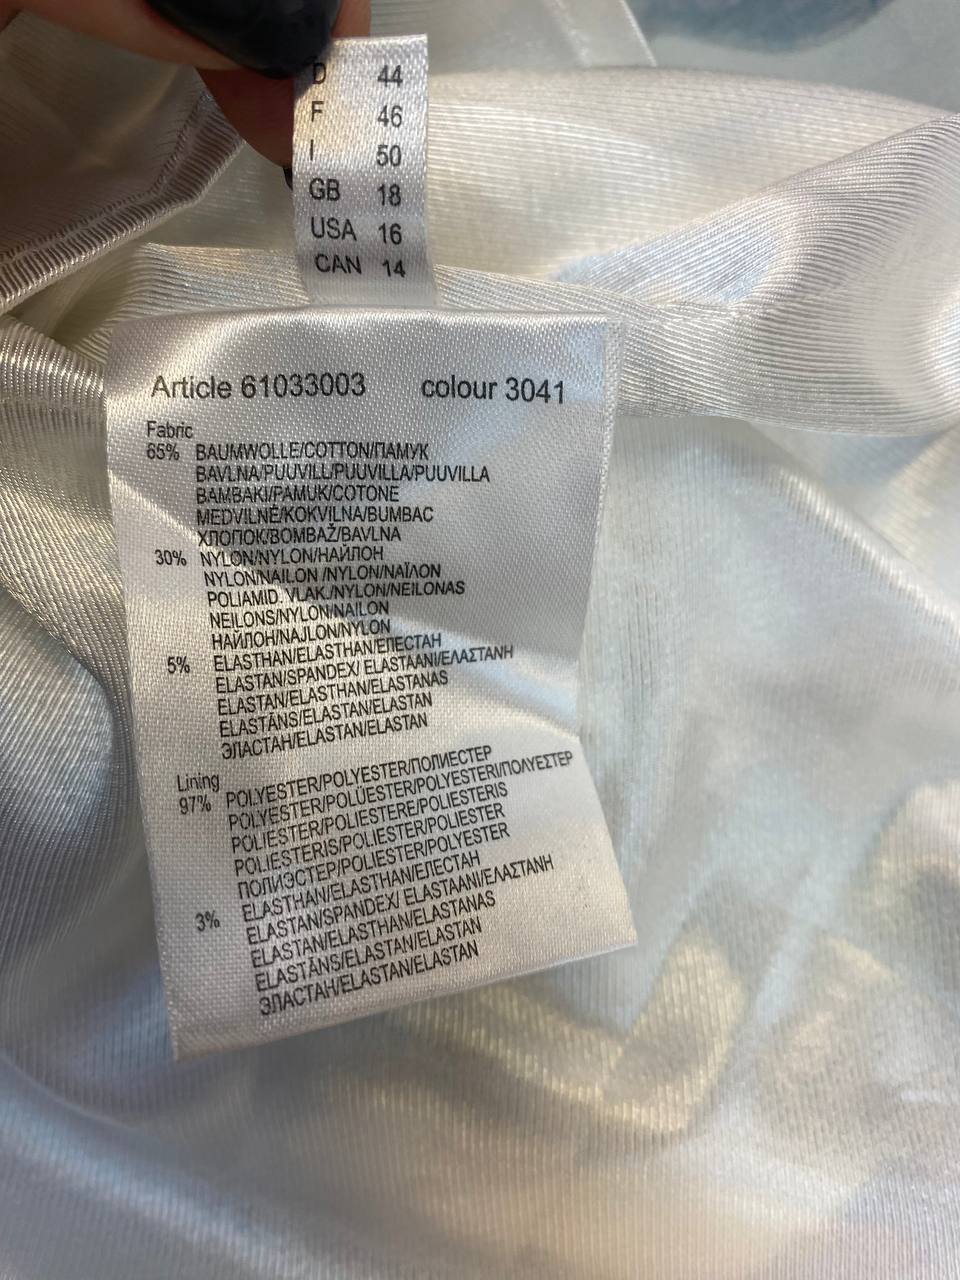 D 44
F 46
I 50
GB 18
USA 16
CAN 14
Article 61033003 colour 3041
Fabric
65% BAUMWOLLE/COTTON/ПАМУК
BAVLNA/PUUVILL/PUUVILLA/PUUVILLA
BAMBAKI/PAMUK/COTONE
MEDVILNĖ/KOKVILNA/BUMBAC
ХЛОПОК/BOMBAŽ/BAVLNA
30% NYLON/NYLON/НАЙЛОН
NYLON/NAILON /NYLON/ΝΑΪΛΟΝ
POLIAMID. VLAK./NYLON/NEILONAS
NEILONS/NYLON/NAILON
НАЙЛОН/NAJLON/NYLON
5% ELASTHAN/ELASTHAN/ЕЛЕСТАН
ELASTAN/SPANDEX/ ELASTAANI/ΕΛΑΣΤΑΝΗ
ELASTAN/ELASTHAN/ELASTANAS
ELASTĀNS/ELASTAN/ELASTAN
ЭЛАСТАН/ELASTAN/ELASTAN
Lining
97% POLYESTER/POLYESTER/ПОЛИЕСТЕР
POLYESTER/POLÜESTER/POLYESTERI/ΠΟΛΥΕΣΤΕΡ
POLIESTER/POLIESTERE/POLIESTERIS
POLIESTERIS/POLIESTER/POLIESTER
ПОЛИЭСТЕР/POLIESTER/POLYESTER
3% ELASTHAN/ELASTHAN/ЕЛЕСТАН
ELASTAN/SPANDEX/ ELASTAANI/ΕΛΑΣΤΑΝΗ
ELASTAN/ELASTHAN/ELASTANAS
ELASTĀNS/ELASTAN/ELASTAN
ЭЛАСТАН/ELASTAN/ELASTAN